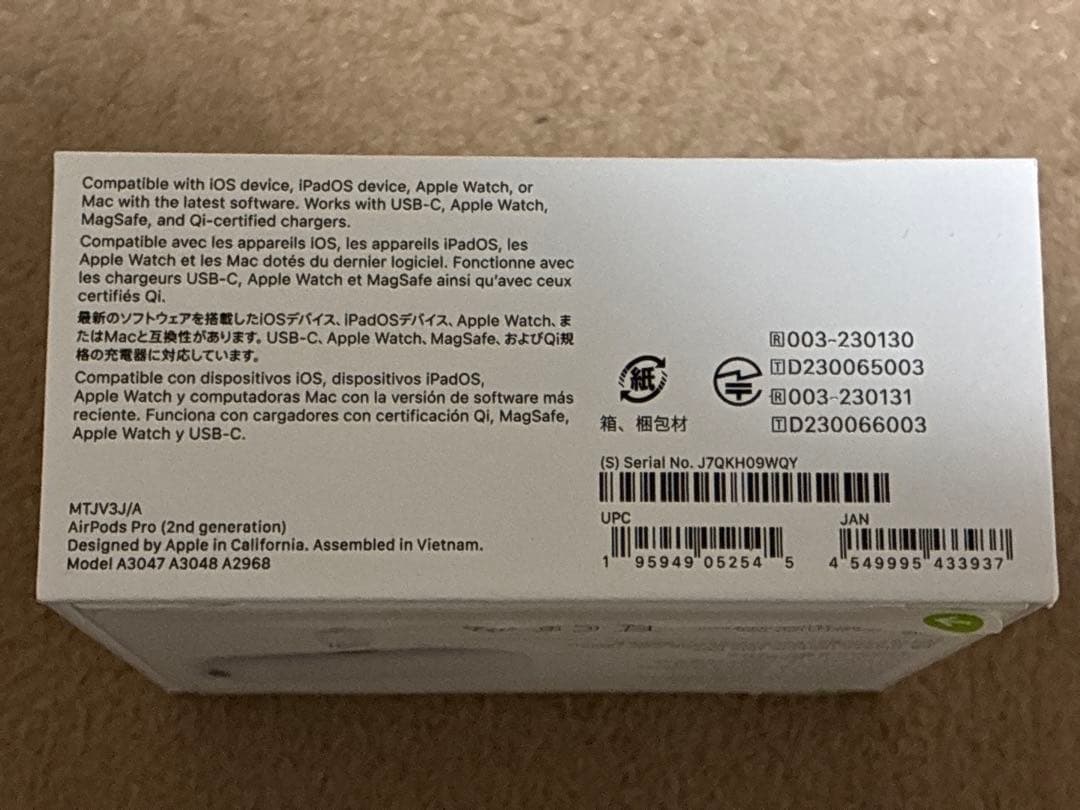 Compatible with iOS device, iPadOS device, Apple Watch, or
Mac with the latest software. Works with USB-C, Apple Watch,
MagSafe, and Qi-certified chargers.
Compatible avec les appareils iOS, les appareils iPadOS, les
Apple Watch et les Mac dotés du dernier logiciel. Fonctionne avec
les chargeurs USB-C, Apple Watch et MagSafe ainsi qu'avec ceux
certifiés Qi.
最新のソフトウェアを搭載したiOSデバイス、iPadOSデバイス、Apple Watch、ま
たはMacと互換性があります。USB-C、Apple Watch、MagSafe、およびQi規
格の充電器に対応しています。
Compatible con dispositivos iOS, dispositivos iPadOS,
Apple Watch y computadoras Mac con la versión de software más
reciente. Funciona con cargadores con certificación Qi, MagSafe,
Apple Watch y USB-C.
MTJV3J/A
AirPods Pro (2nd generation)
Designed by Apple in California. Assembled in Vietnam.
Model A3047 A3048 A2968
紙
箱、梱包材
R 003-230130
T D230065003
R 003-230131
T D230066003
(S) Serial No. J7QKH09WQY
UPC
1 95949 05254 5
JAN
4 549995 433937